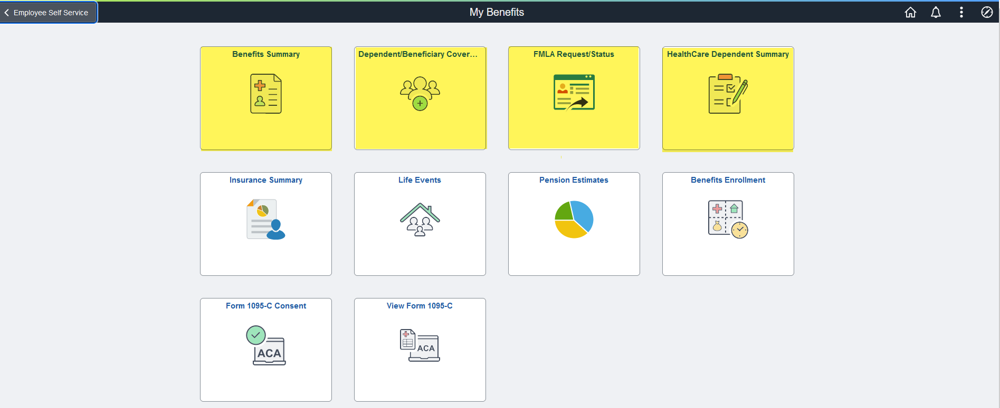 Employee Self Service
My Benefits
Benefits Summary
Dependent/Beneficiary Cover...
FMLA Request/Status
HealthCare Dependent Summary
Insurance Summary
Life Events
Pension Estimates
Benefits Enrollment
Form 1095-C Consent
ACA
View Form 1095-C
ACA